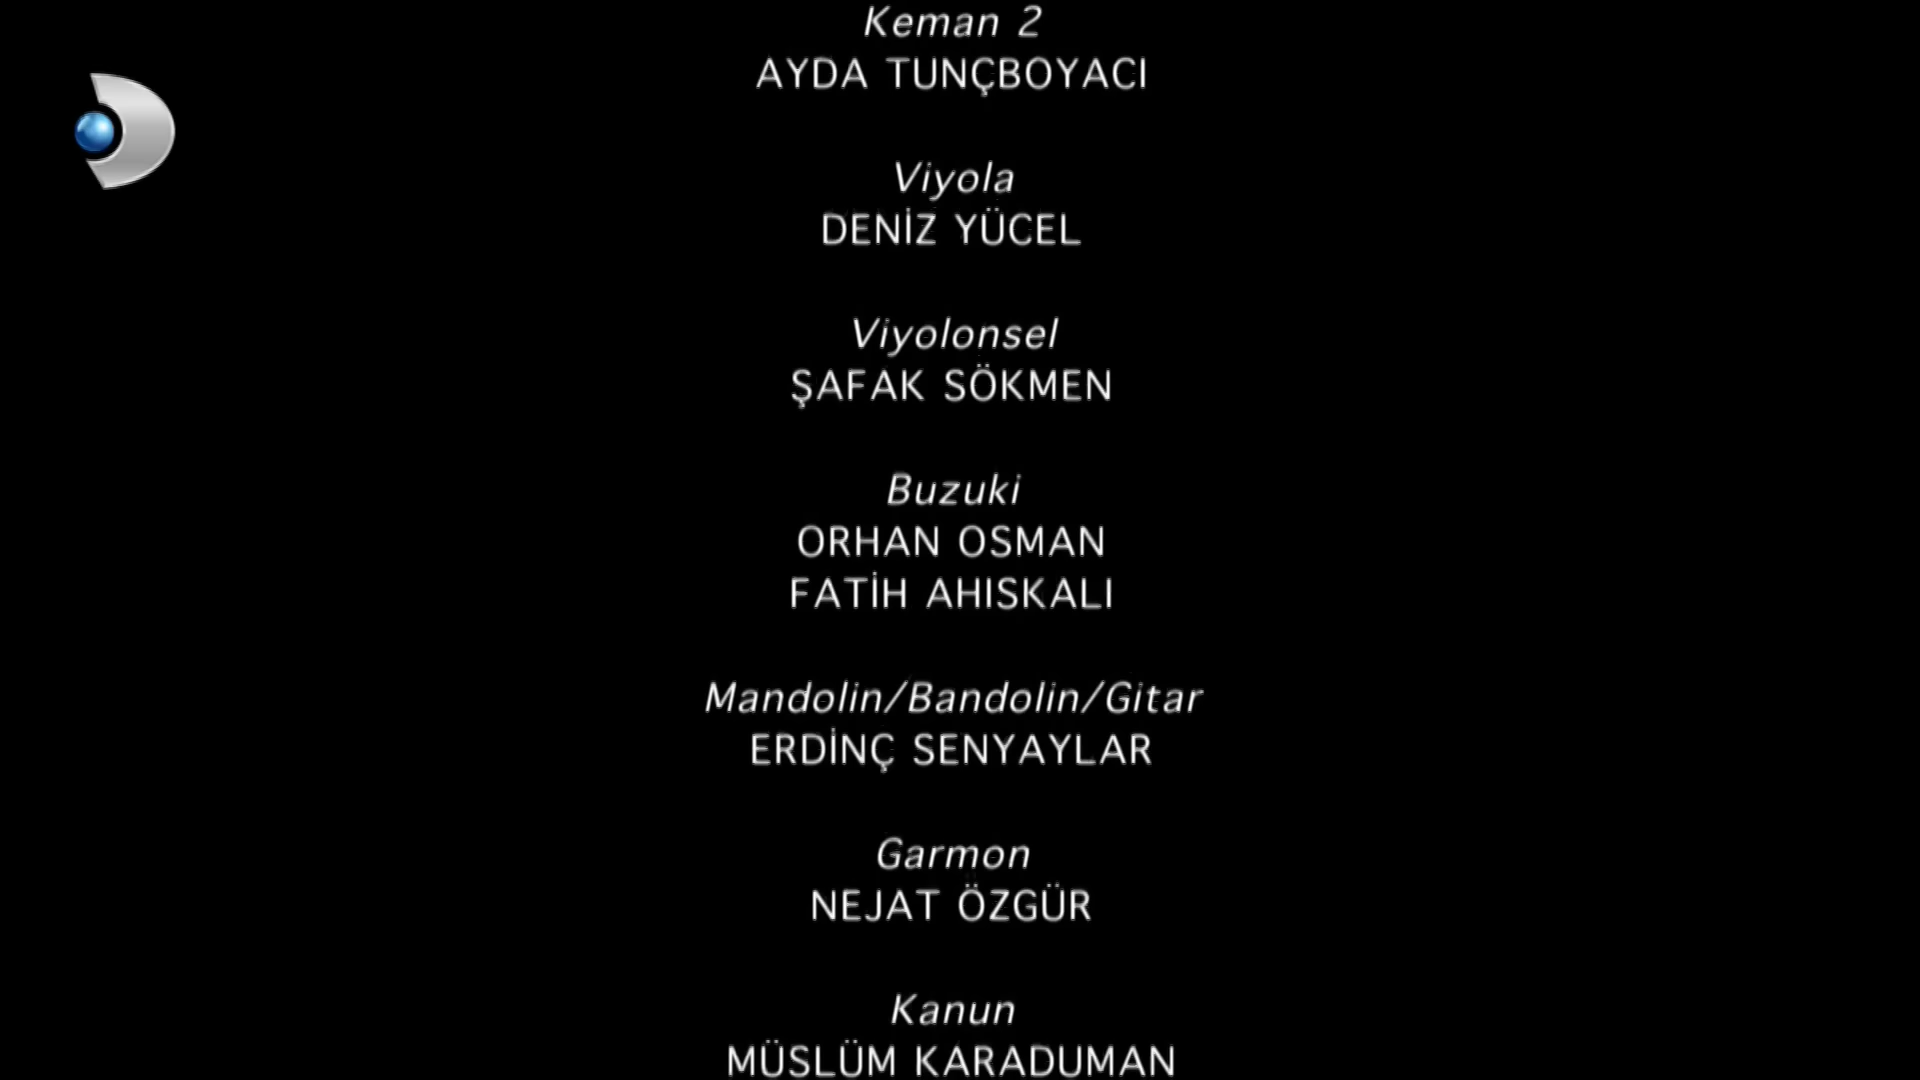 Keman 2
AYDA TUNÇBOYACI
Viyola
DENİZ YÜCEL
Viyolonsel
ŞAFAK SÖKMEN
Buzuki
ORHAN OSMAN
FATİH AHISKALI
Mandolin/Bandolin/Gitar
ERDİNÇ SENYAYLAR
Garmon
NEJAT ÖZGÜR
Kanun
MÜSLÜM KARADUMAN